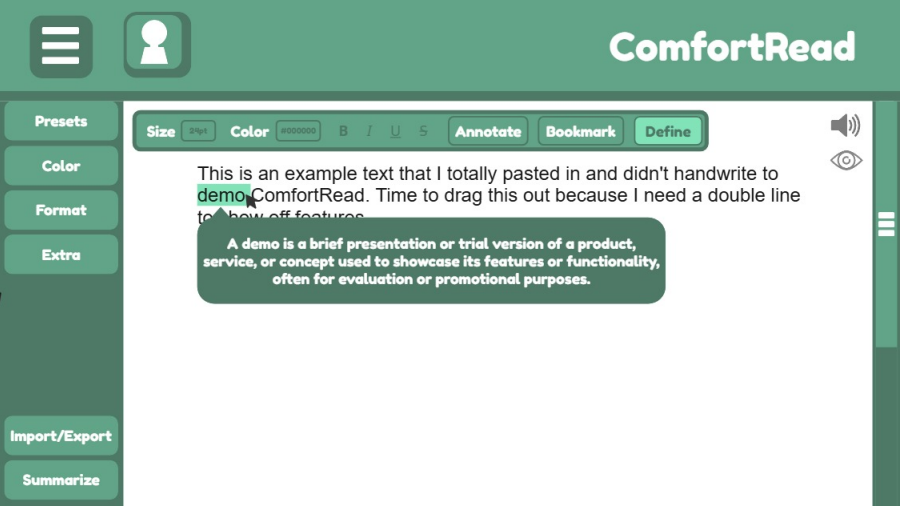 ComfortRead
Presets
Color
Format
Extra
Import/Export
Summarize
Size 24pt Color #000000 B I U S Annotate Bookmark Define
This is an example text that I totally pasted in and didn't handwrite to
demo ComfortRead. Time to drag this out because I need a double line
to show off features.
A demo is a brief presentation or trial version of a product,
service, or concept used to showcase its features or functionality,
often for evaluation or promotional purposes.